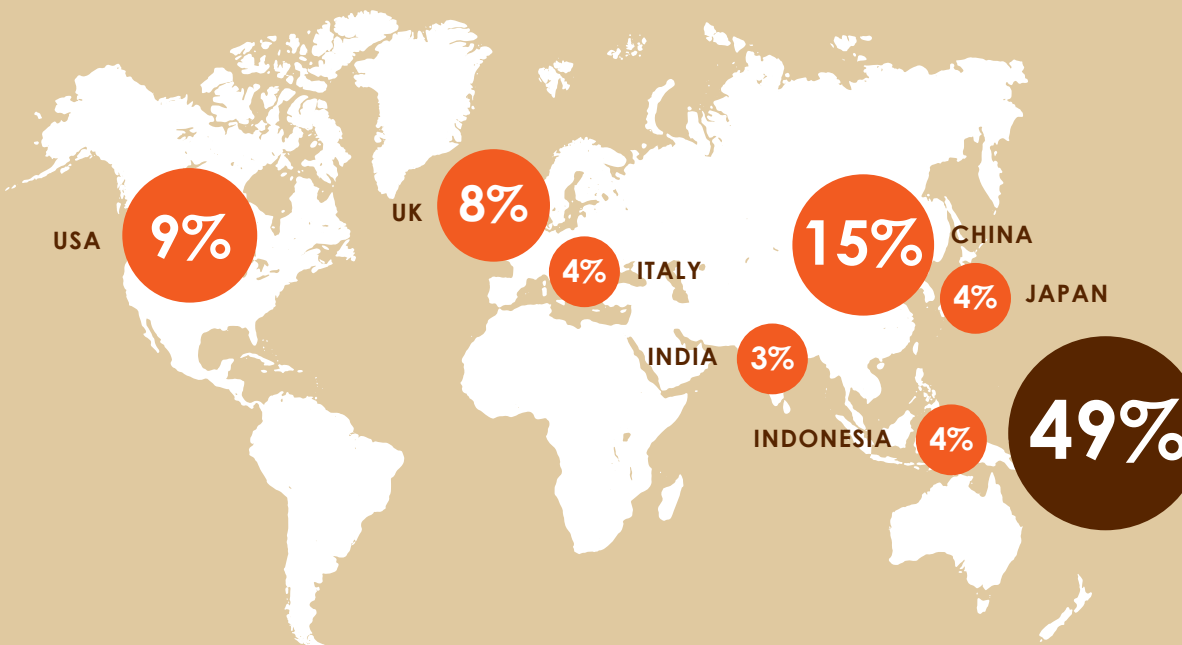 USA
9%
UK
8%
4%
ITALY
15%
CHINA
4%
JAPAN
INDIA
3%
INDONESIA
4%
49%